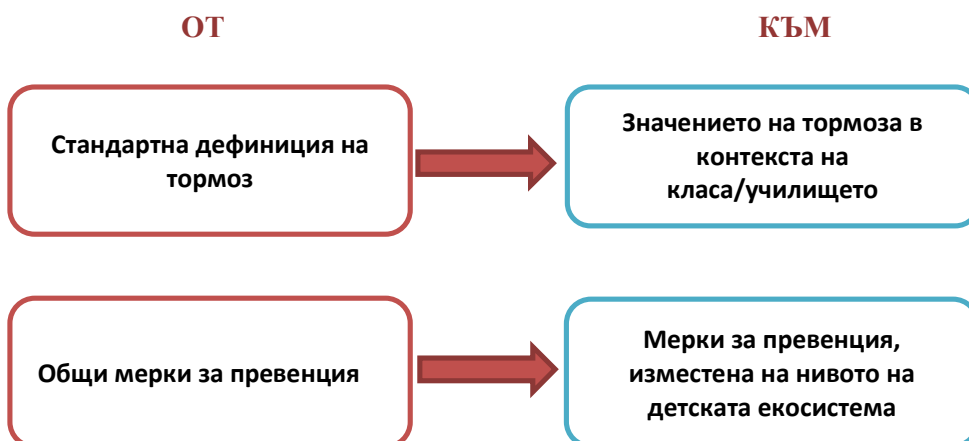 ОТ
КЪМ
Стандартна дефиниция на
тормоз
Значението на тормоза в
контекста на
класа/училището
Общи мерки за превенция
Мерки за превенция,
изместена на нивото на
детската екосистема